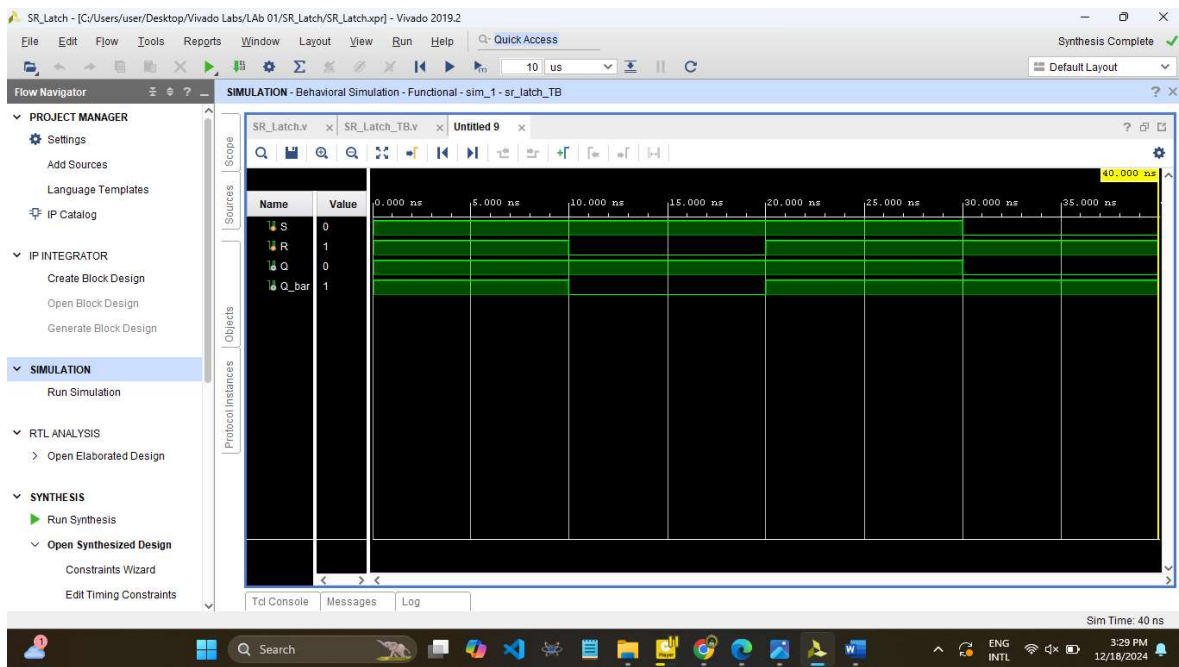 SR_Latch - [C:/Users/user/Desktop/Vivado Labs/LAb 01/SR_Latch/SR_Latch.xpr] - Vivado 2019.2
File Edit Flow Tools Reports Window Layout View Run Help Quick Access
Synthesis Complete
10 us
Default Layout
Flow Navigator
SIMULATION - Behavioral Simulation - Functional - sim_1 - sr_latch_TB
PROJECT MANAGER
Settings
Add Sources
Language Templates
IP Catalog
IP INTEGRATOR
Create Block Design
Open Block Design
Generate Block Design
SIMULATION
Run Simulation
RTL ANALYSIS
Open Elaborated Design
SYNTHESIS
Run Synthesis
Open Synthesized Design
Constraints Wizard
Edit Timing Constraints
Scope
Sources
Objects
Protocol Instances
SR_Latch.v SR_Latch_TB.v Untitled 9
40.000 ns
Name Value 0.000 ns 5.000 ns 10.000 ns 15.000 ns 20.000 ns 25.000 ns 30.000 ns 35.000 ns
S 0
R 1
Q 0
Q_bar 1
Tcl Console Messages Log
Sim Time: 40 ns
1
Search
ENG
INTL
3:29 PM
12/18/2024